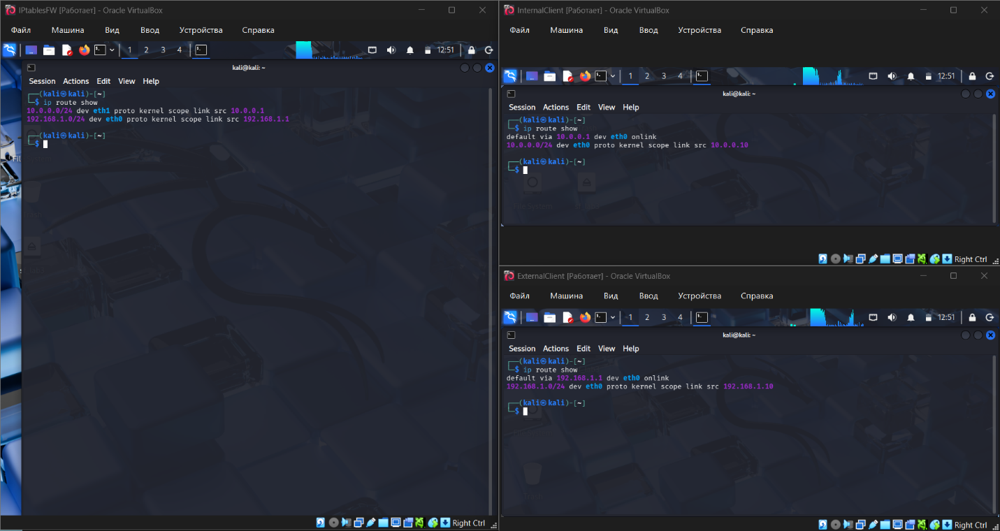 IPtablesFW [Работает] - Oracle VirtualBox
Файл Машина Вид Ввод Устройства Справка
1 2 3 4 12:51
kali@kali: ~
Session Actions Edit View Help
┌──(kali㉿kali)-[~]
└─$ ip route show
10.0.0.0/24 dev eth1 proto kernel scope link src 10.0.0.1
192.168.1.0/24 dev eth0 proto kernel scope link src 192.168.1.1
┌──(kali㉿kali)-[~]
└─$
Right Ctrl
InternalClient [Работает] - Oracle VirtualBox
Файл Машина Вид Ввод Устройства Справка
1 2 3 4 12:51
kali@kali: ~
Session Actions Edit View Help
┌──(kali㉿kali)-[~]
└─$ ip route show
default via 10.0.0.1 dev eth0 onlink
10.0.0.0/24 dev eth0 proto kernel scope link src 10.0.0.10
┌──(kali㉿kali)-[~]
└─$
Right Ctrl
ExternalClient [Работает] - Oracle VirtualBox
Файл Машина Вид Ввод Устройства Справка
1 2 3 4 12:51
kali@kali: ~
Session Actions Edit View Help
┌──(kali㉿kali)-[~]
└─$ ip route show
default via 192.168.1.1 dev eth0 onlink
192.168.1.0/24 dev eth0 proto kernel scope link src 192.168.1.10
┌──(kali㉿kali)-[~]
└─$
Right Ctrl